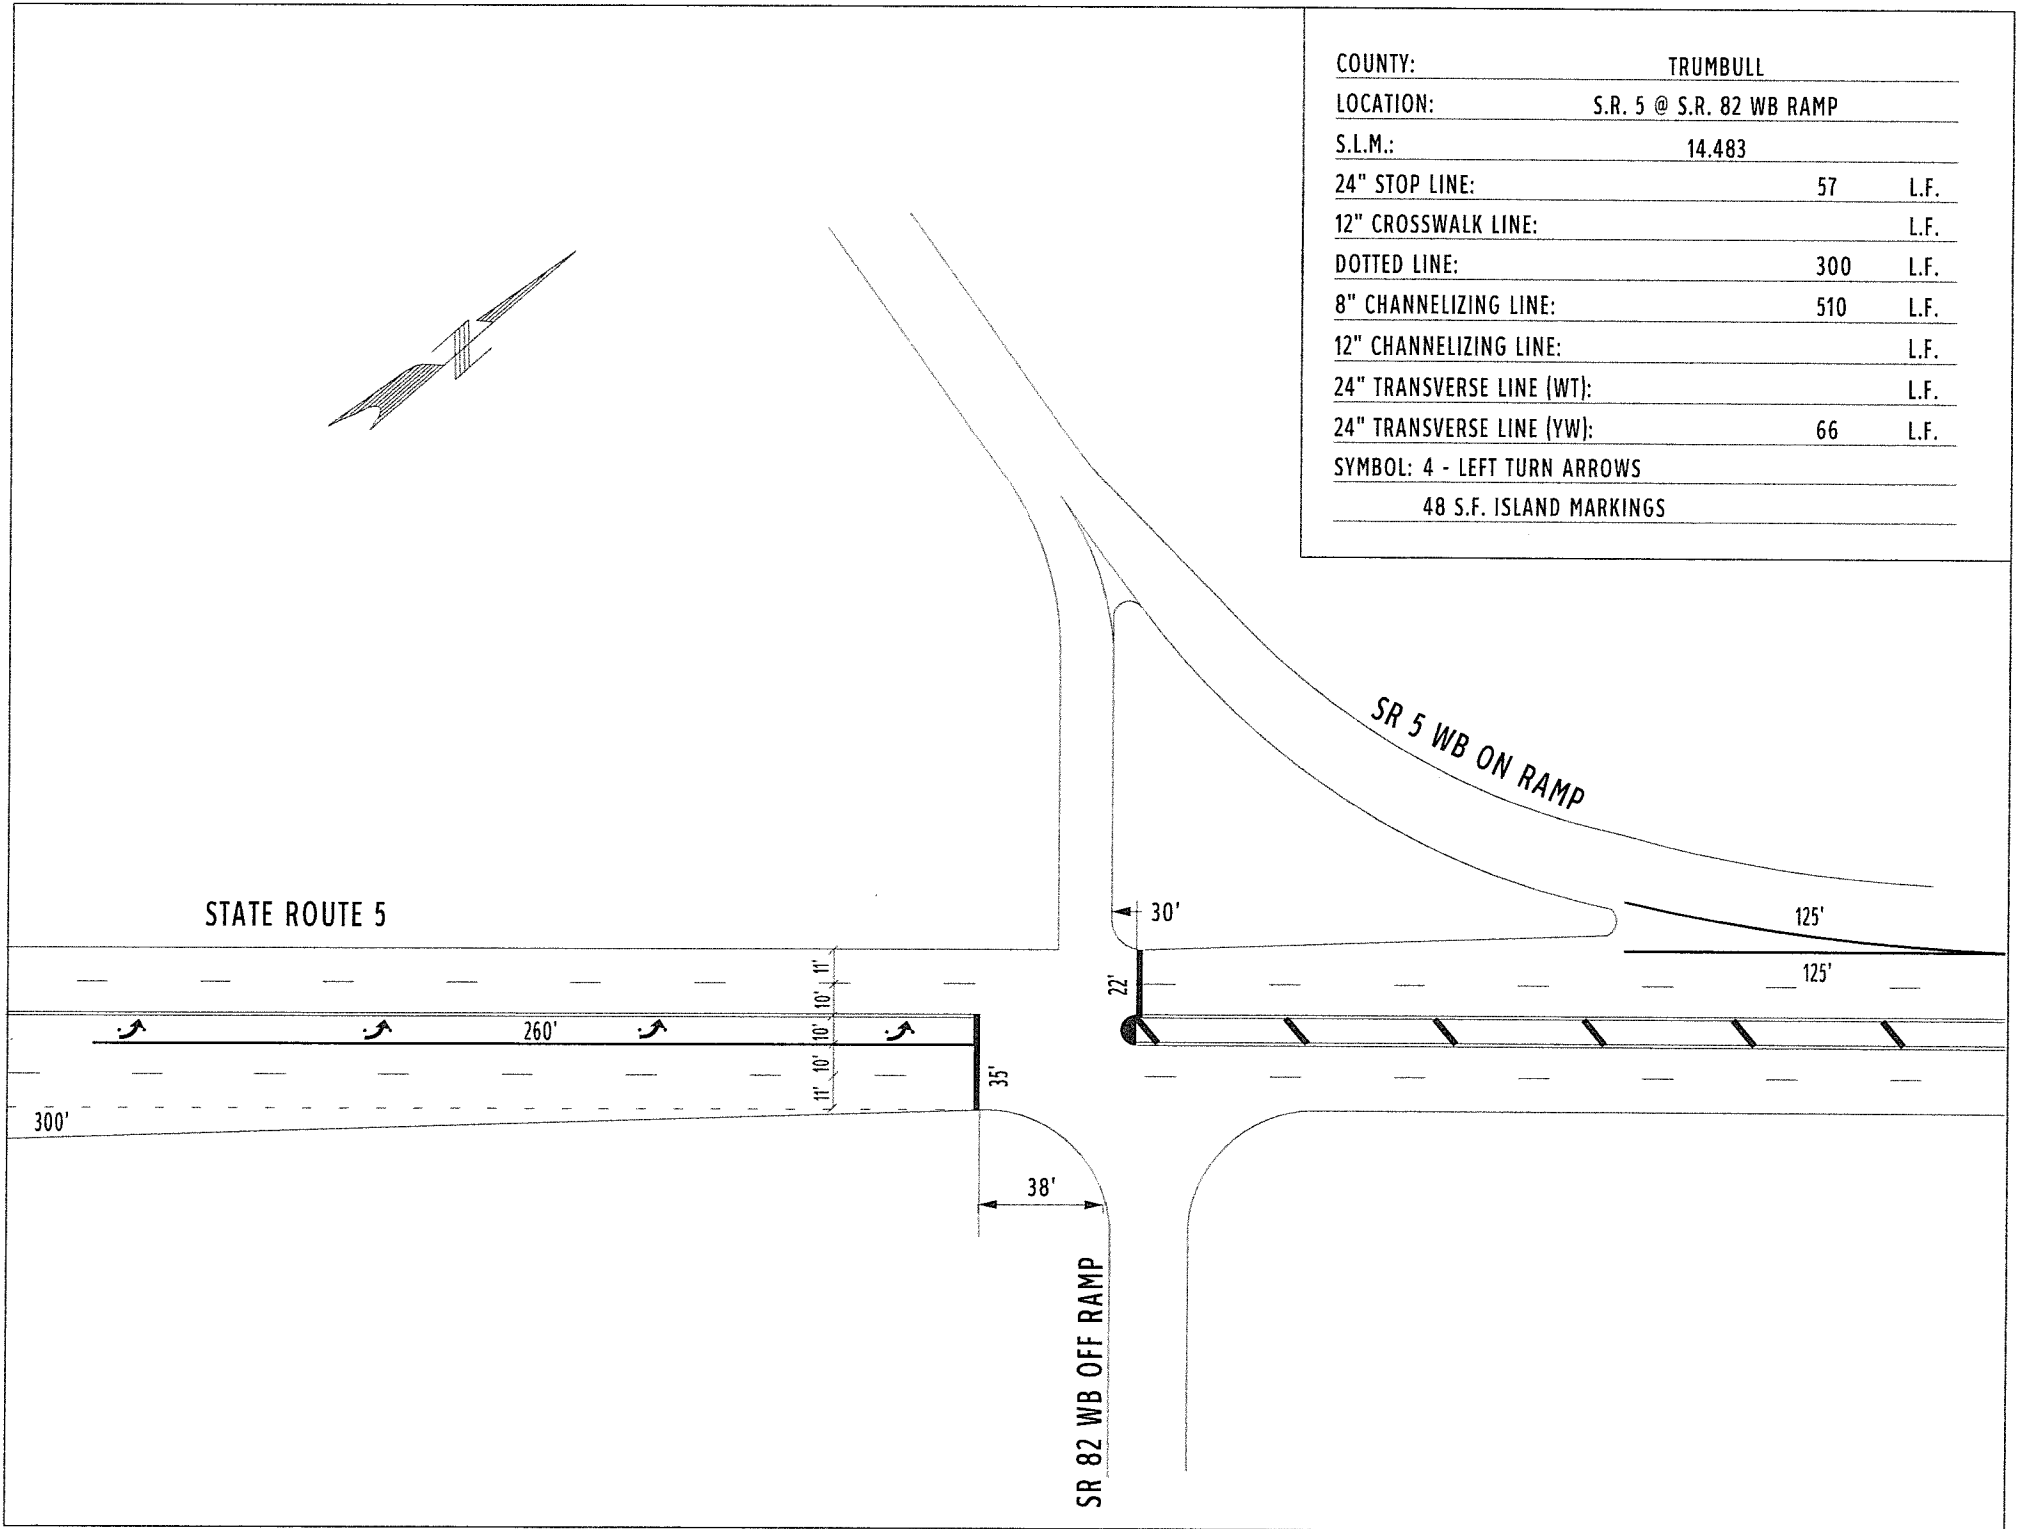 COUNTY: TRUMBULL
LOCATION: S.R. 5 @ S.R. 82 WB RAMP
S.L.M.: 14.483
24" STOP LINE: 57 L.F.
12" CROSSWALK LINE: L.F.
DOTTED LINE: 300 L.F.
8" CHANNELIZING LINE: 510 L.F.
12" CHANNELIZING LINE: L.F.
24" TRANSVERSE LINE (WT): L.F.
24" TRANSVERSE LINE (YW): 66 L.F.
SYMBOL: 4 - LEFT TURN ARROWS
48 S.F. ISLAND MARKINGS
N
SR 5 WB ON RAMP
STATE ROUTE 5
30'
125'
125'
22'
11'
10'
10'
10'
11'
260'
35'
300'
38'
SR 82 WB OFF RAMP